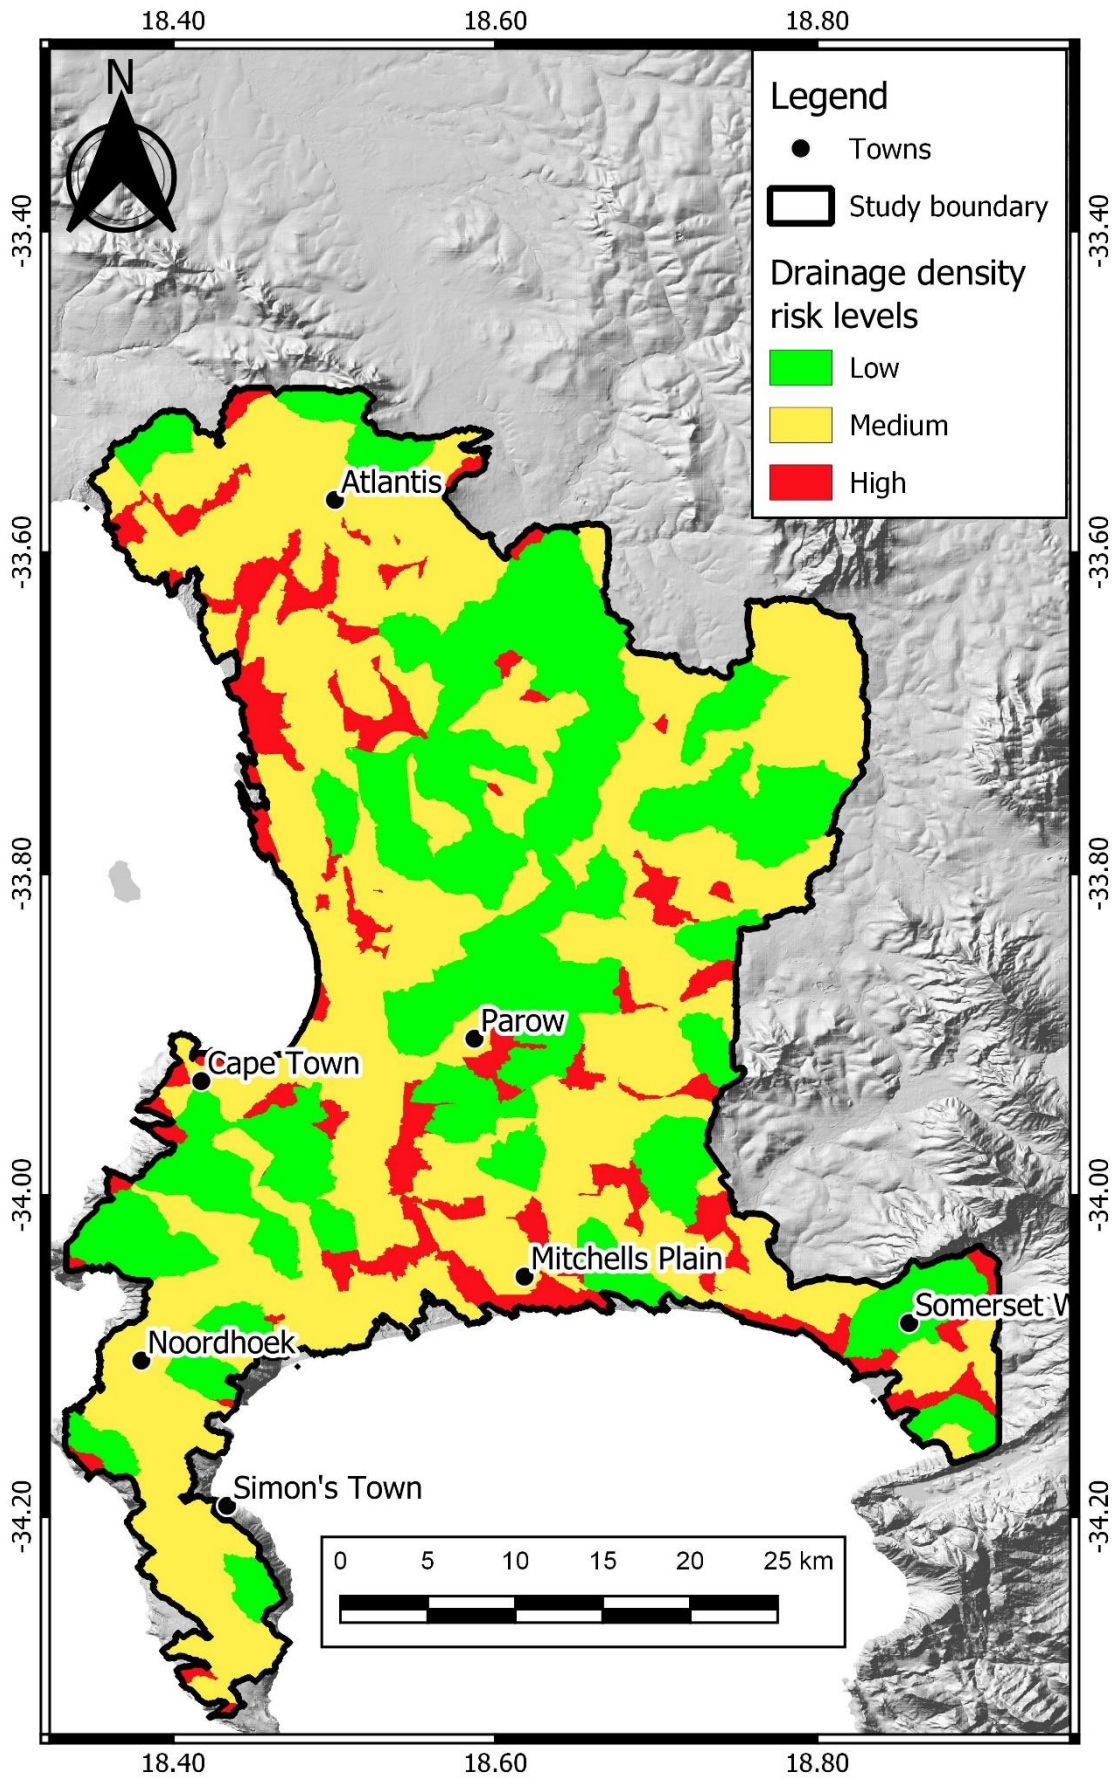 18.40 18.60 18.80
N
Legend
Towns
Study boundary
Drainage density
risk levels
Low
Medium
High
-33.40 -33.40
Atlantis
-33.60 -33.60
-33.80 -33.80
Parow
Cape Town
-34.00 -34.00
Mitchells Plain
Somerset W
Noordhoek
Simon's Town
-34.20 -34.20
0 5 10 15 20 25 km
18.40 18.60 18.80